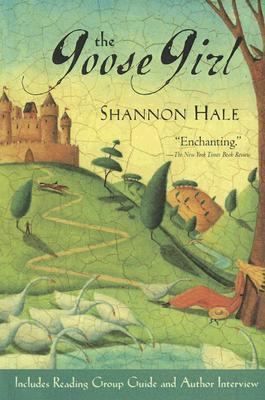 the
Goose Girl
SHANNON HALE
“Enchanting.”
—The New York Times Book Review
Includes Reading Group Guide and Author Interview